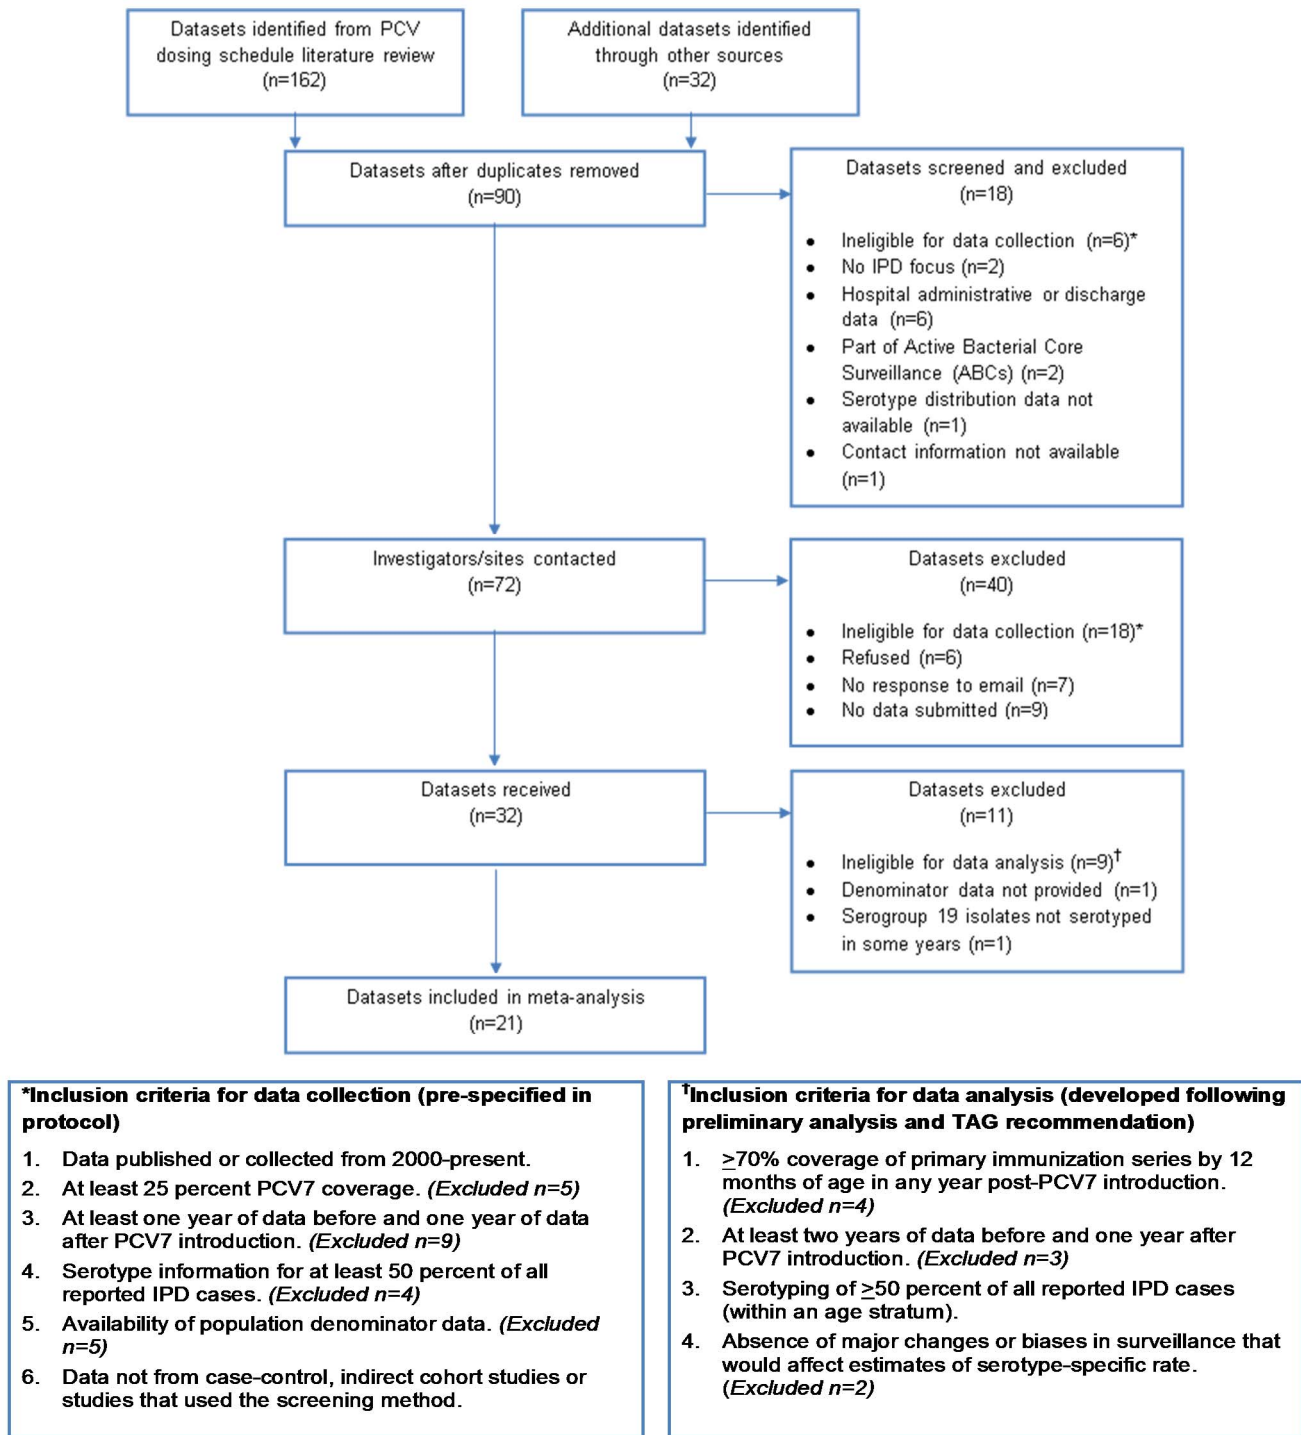 Datasets identified from PCV
dosing schedule literature review
(n=162)
Additional datasets identified
through other sources
(n=32)
Datasets after duplicates removed
(n=90)
Datasets screened and excluded
(n=18)
• Ineligible for data collection (n=6)*
• No IPD focus (n=2)
• Hospital administrative or discharge
data (n=6)
• Part of Active Bacterial Core
Surveillance (ABCs) (n=2)
• Serotype distribution data not
available (n=1)
• Contact information not available
(n=1)
Investigators/sites contacted
(n=72)
Datasets excluded
(n=40)
• Ineligible for data collection (n=18)*
• Refused (n=6)
• No response to email (n=7)
• No data submitted (n=9)
Datasets received
(n=32)
Datasets excluded
(n=11)
• Ineligible for data analysis (n=9)†
• Denominator data not provided (n=1)
• Serogroup 19 isolates not serotyped
in some years (n=1)
Datasets included in meta-analysis
(n=21)
*Inclusion criteria for data collection (pre-specified in
protocol)
1. Data published or collected from 2000-present.
2. At least 25 percent PCV7 coverage. (Excluded n=5)
3. At least one year of data before and one year of data
after PCV7 introduction. (Excluded n=9)
4. Serotype information for at least 50 percent of all
reported IPD cases. (Excluded n=4)
5. Availability of population denominator data. (Excluded
n=5)
6. Data not from case-control, indirect cohort studies or
studies that used the screening method.
†Inclusion criteria for data analysis (developed following
preliminary analysis and TAG recommendation)
1. ≥70% coverage of primary immunization series by 12
months of age in any year post-PCV7 introduction.
(Excluded n=4)
2. At least two years of data before and one year after
PCV7 introduction. (Excluded n=3)
3. Serotyping of ≥50 percent of all reported IPD cases
(within an age stratum).
4. Absence of major changes or biases in surveillance that
would affect estimates of serotype-specific rate.
(Excluded n=2)